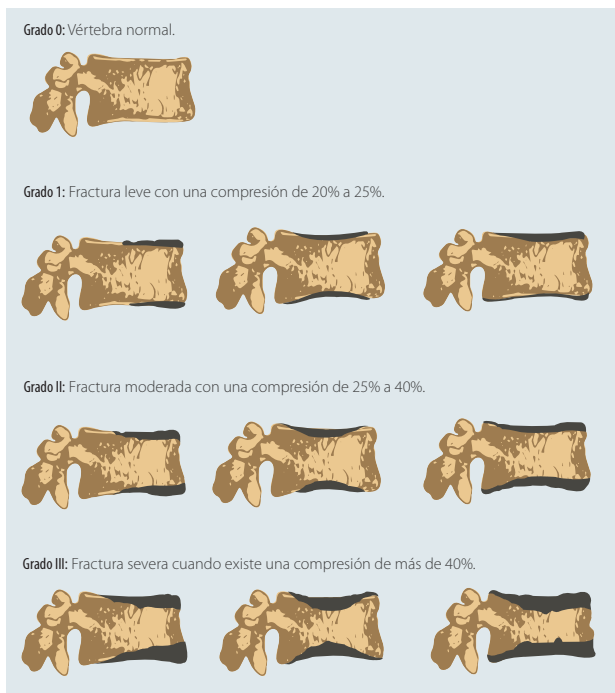 Grado 0: Vértebra normal.
Grado 1: Fractura leve con una compresión de 20% a 25%.
Grado II: Fractura moderada con una compresión de 25% a 40%.
Grado III: Fractura severa cuando existe una compresión de más de 40%.